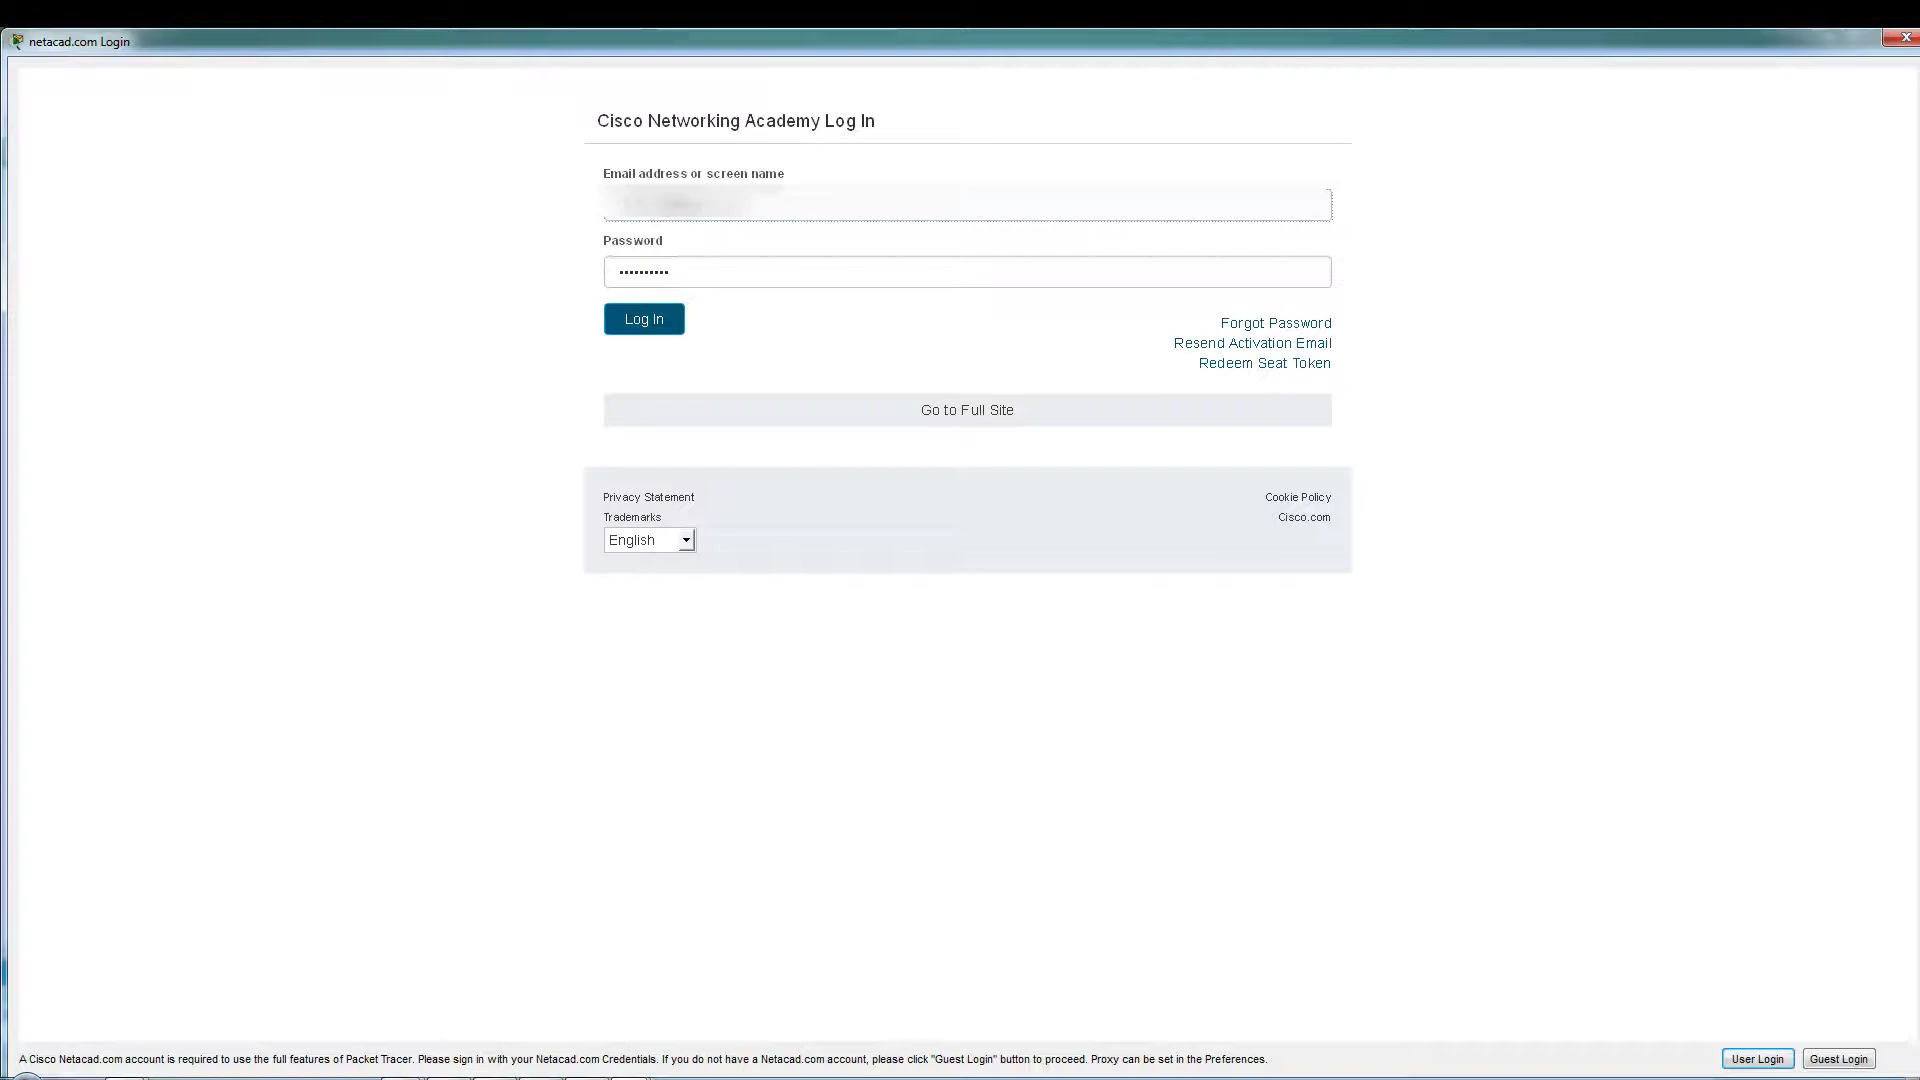 netacad.com Login
Cisco Networking Academy Log In
Email address or screen name
Password
••••••••••
Log In
Forgot Password
Resend Activation Email
Redeem Seat Token
Go to Full Site
Privacy Statement
Cookie Policy
Trademarks
Cisco.com
English
A Cisco Netacad.com account is required to use the full features of Packet Tracer. Please sign in with your Netacad.com Credentials. If you do not have a Netacad.com account, please click "Guest Login" button to proceed. Proxy can be set in the Preferences.
User Login
Guest Login